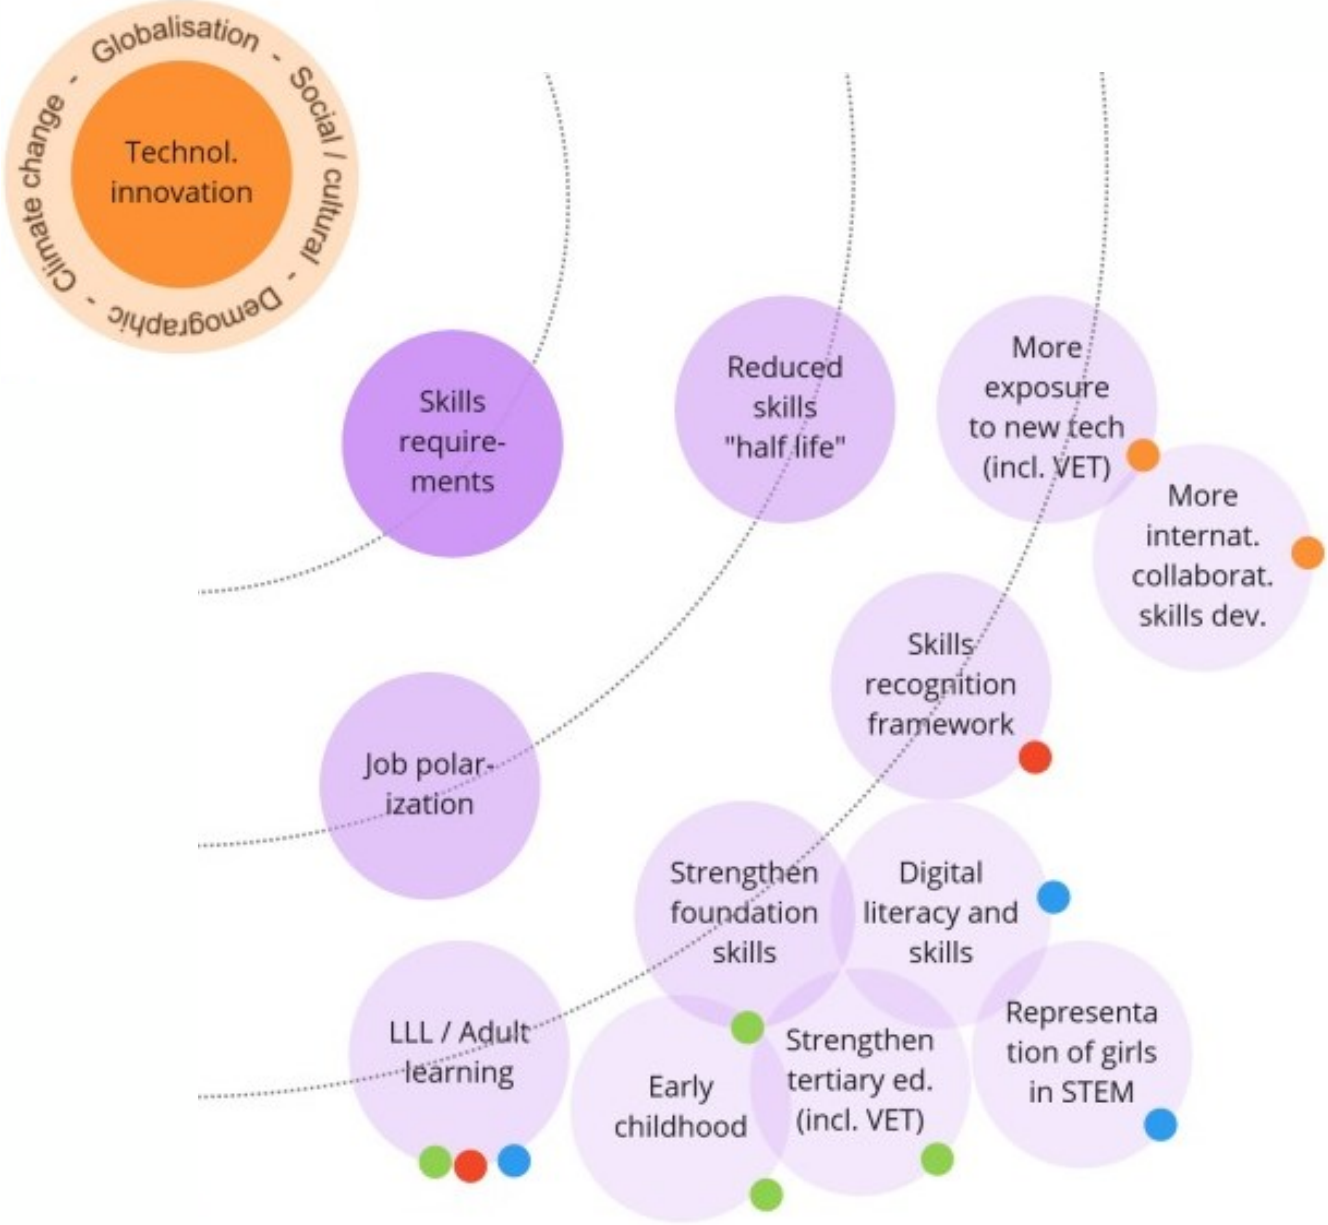 Globalisation - Social / cultural - Demographic - Climate change -
Technol.
innovation
Skills
require-
ments
Reduced
skills
"half life"
More
exposure
to new tech
(incl. VET)
More
internat.
collaborat.
skills dev.
Skills
recognition
framework
Job polar-
ization
Strengthen
foundation
skills
Digital
literacy and
skills
LLL / Adult
learning
Early
childhood
Strengthen
tertiary ed.
(incl. VET)
Representa
tion of girls
in STEM